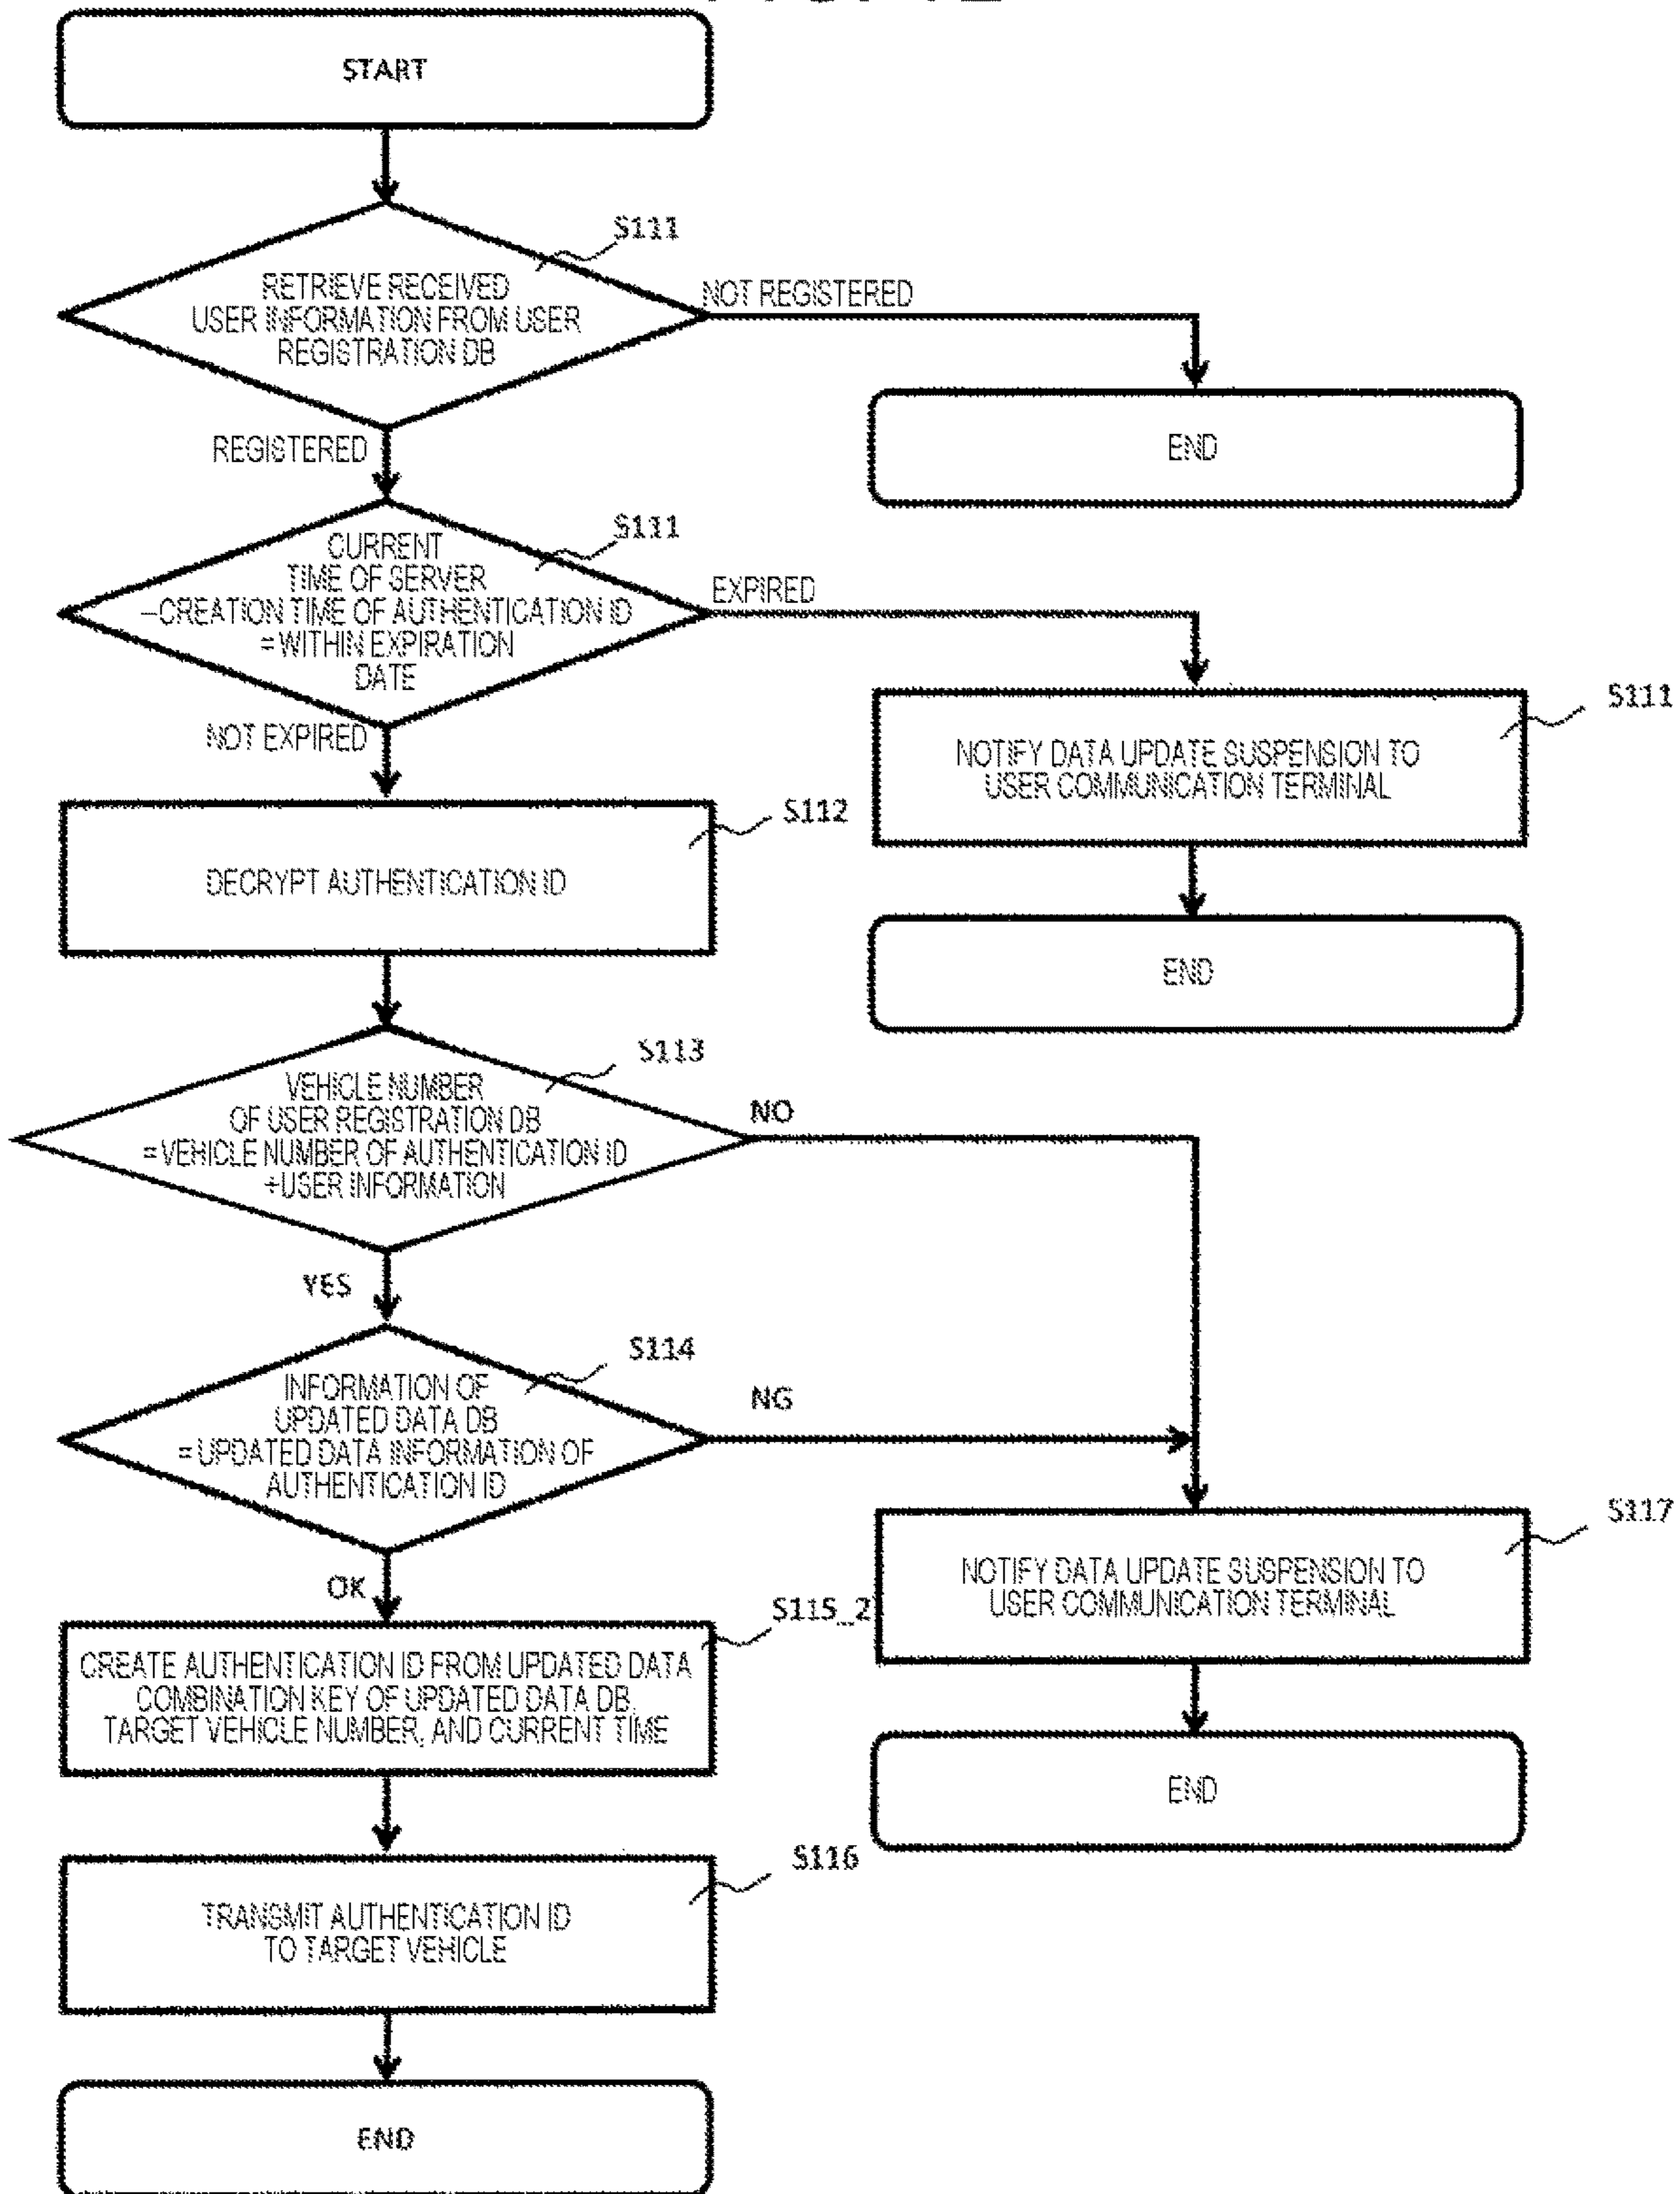 START
S111
RETRIEVE RECEIVED
USER INFORMATION FROM USER
REGISTRATION DB
NOT REGISTERED
END
REGISTERED
S111
CURRENT
TIME OF SERVER
−CREATION TIME OF AUTHENTICATION ID
=WITHIN EXPIRATION
DATE
EXPIRED
S111
NOTIFY DATA UPDATE SUSPENSION TO
USER COMMUNICATION TERMINAL
END
NOT EXPIRED
S112
DECRYPT AUTHENTICATION ID
S113
VEHICLE NUMBER
OF USER REGISTRATION DB
=VEHICLE NUMBER OF AUTHENTICATION ID
+USER INFORMATION
NO
YES
S114
INFORMATION OF
UPDATED DATA DB
=UPDATED DATA INFORMATION OF
AUTHENTICATION ID
NG
S117
NOTIFY DATA UPDATE SUSPENSION TO
USER COMMUNICATION TERMINAL
END
OK
S115_2
CREATE AUTHENTICATION ID FROM UPDATED DATA
COMBINATION KEY OF UPDATED DATA DB,
TARGET VEHICLE NUMBER, AND CURRENT TIME
S116
TRANSMIT AUTHENTICATION ID
TO TARGET VEHICLE
END